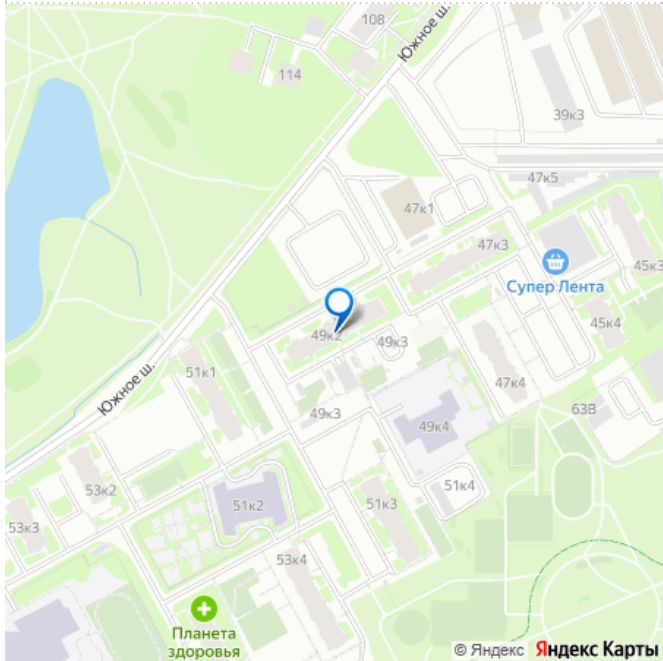 108
Южное ш.
114
39к3
47к5
47к1
47к3
Супер Лента
45к3
49к2
49к3
45к4
51к1
Южное ш.
47к4
63В
49к3
49к4
53к2
51к4
51к2
51к3
53к3
53к4
Планета
здоровья
© Яндекс Яндекс Карты